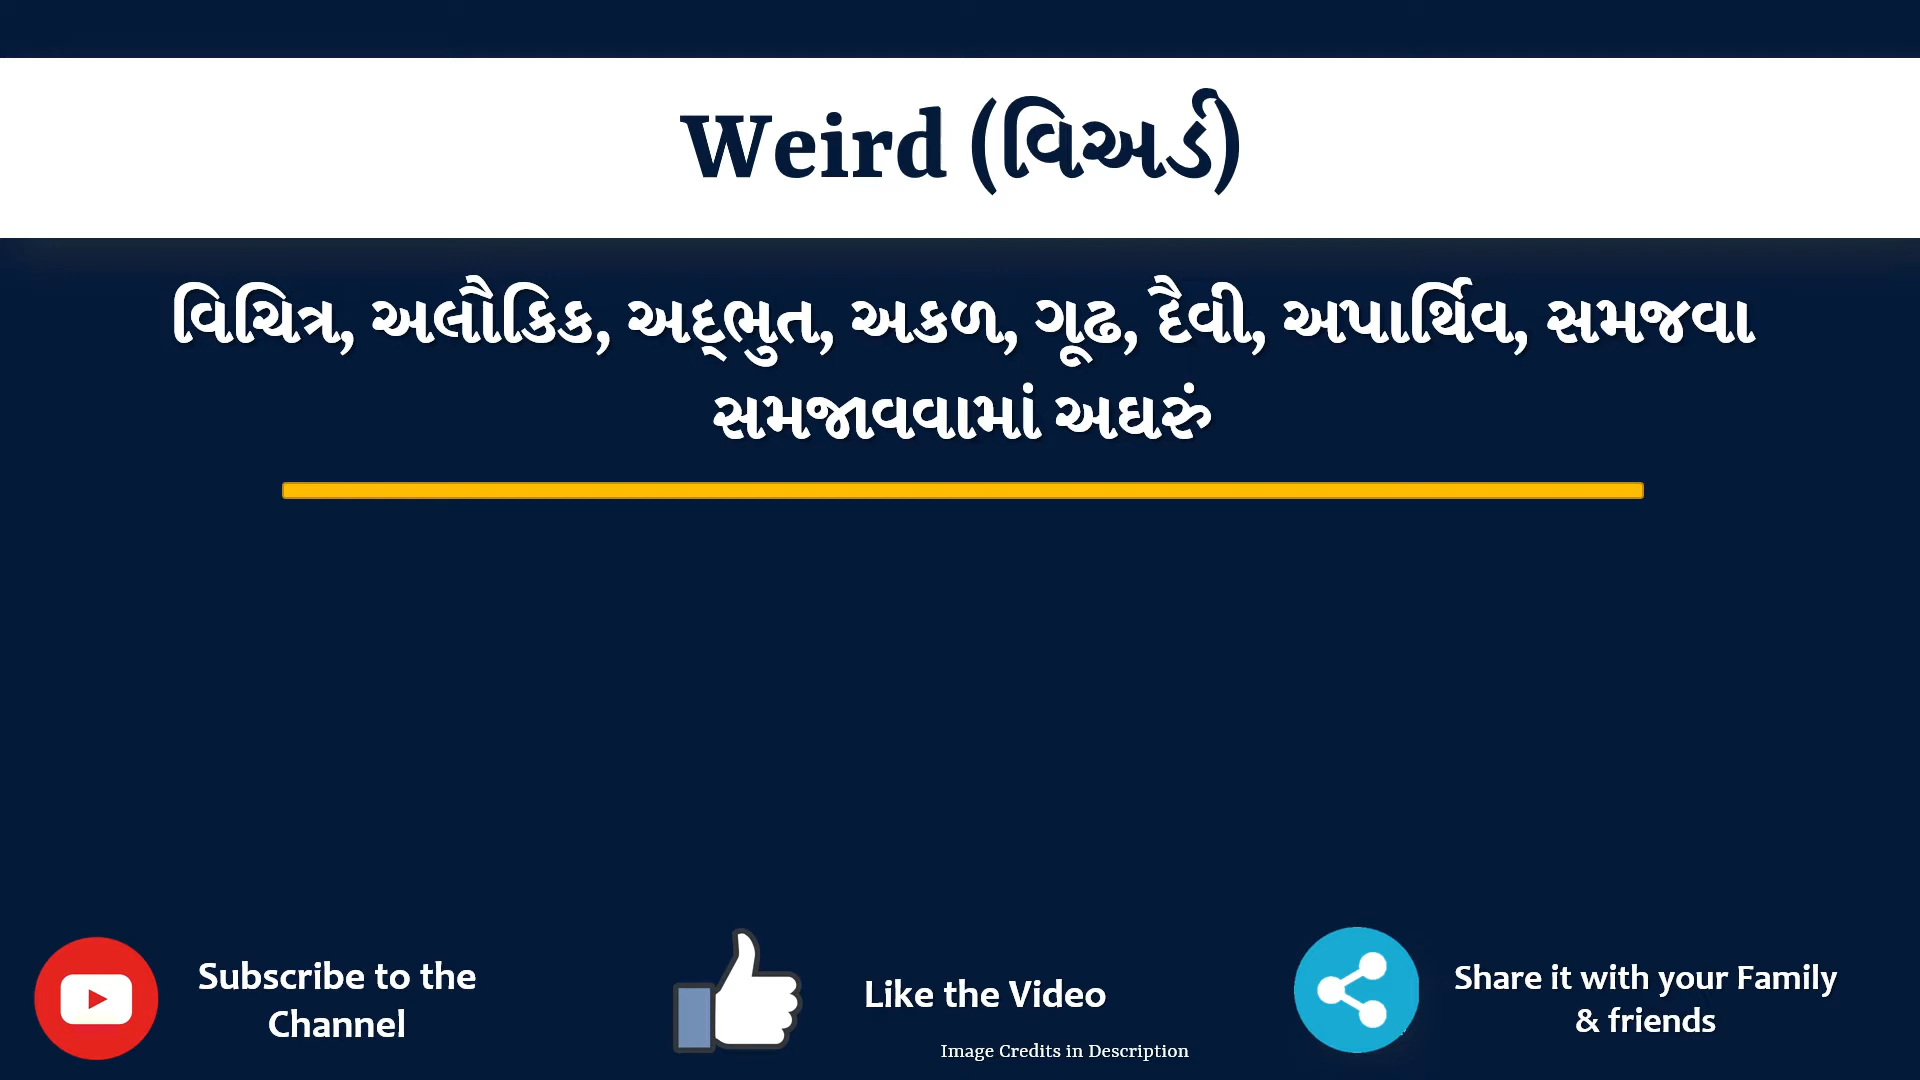 Weird (વિઅર્ડ)
વિચિત્ર, અલૌકિક, અદ્‌ભુત, અકળ, ગૂઢ, દૈવી, અપાર્થિવ, સમજવા
સમજાવવામાં અઘરું
Subscribe to the
Channel
Like the Video
Share it with your Family
& friends
Image Credits in Description